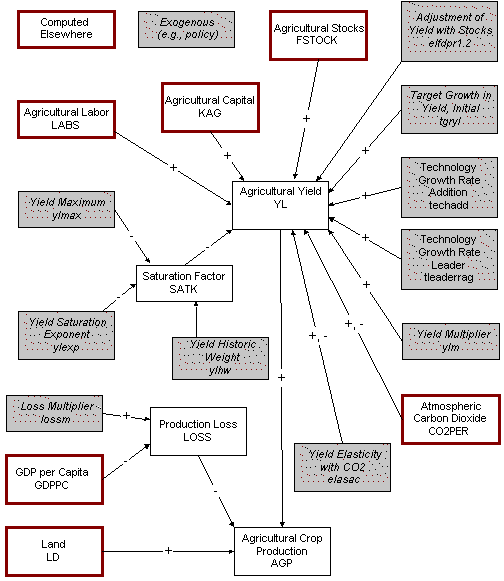 Computed
Elsewhere
Exogenous
(e.g., policy)
Agricultural Stocks
FSTOCK
Adjustment of
Yield with Stocks
elfdpr1.2
Agricultural Labor
LABS
Agricultural Capital
KAG
Target Growth in
Yield, Initial
tgryl
+
+
+
+
Yield Maximum
ylmax
Agricultural Yield
YL
+
Technology
Growth Rate
Addition
techadd
-
-
+
Technology
Growth Rate
Leader
tleaderrag
Saturation Factor
SATK
+
Yield Saturation
Exponent
ylexp
-
Yield Historic
Weight
ylhw
+, -
+, -
Yield Multiplier
ylm
+
Loss Multiplier
lossm
+
Production Loss
LOSS
Atmospheric
Carbon Dioxide
CO2PER
GDP per Capita
GDPPC
-
-
Yield Elasticity
with CO2
elasac
Land
LD
+
Agricultural Crop
Production
AGP